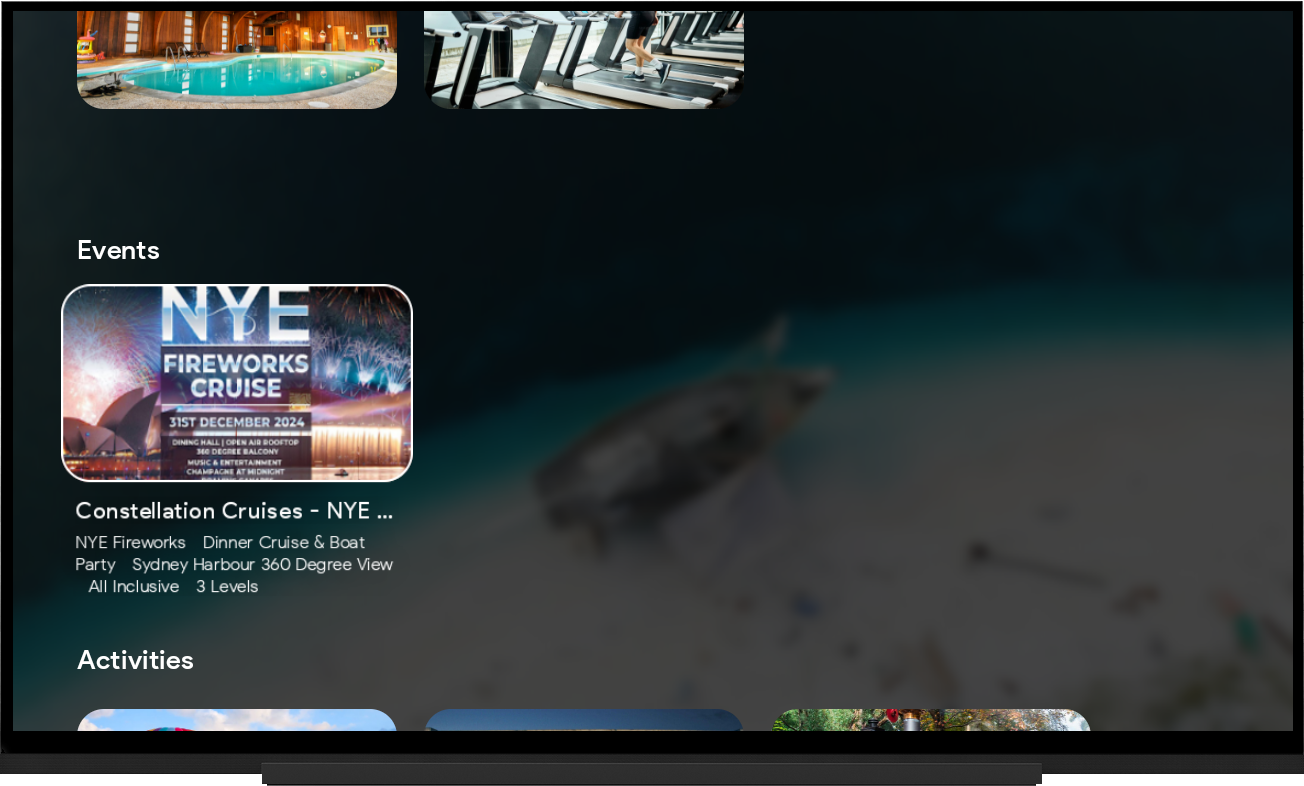 Events
NYE
FIREWORKS
CRUISE
31ST DECEMBER 2024
DINING HALL | OPEN AIR ROOFTOP
360 DEGREE BALCONY
MUSIC & ENTERTAINMENT
CHAMPAGNE AT MIDNIGHT
Constellation Cruises - NYE ...
NYE Fireworks Dinner Cruise & Boat
Party Sydney Harbour 360 Degree View
All Inclusive 3 Levels
Activities